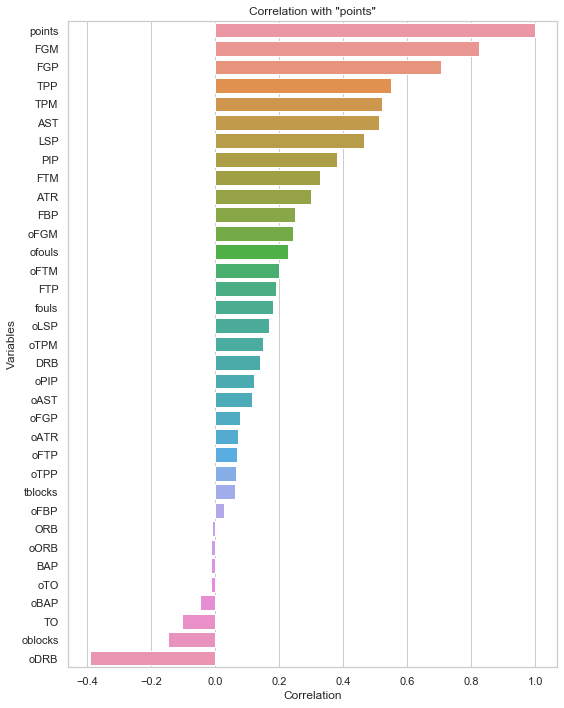 Correlation with "points"
points
FGM
FGP
TPP
TPM
AST
LSP
PIP
FTM
ATR
FBP
oFGM
ofouls
oFTM
FTP
fouls
oLSP
oTPM
DRB
oPIP
oAST
oFGP
oATR
oFTP
oTPP
tblocks
oFBP
ORB
oORB
BAP
oTO
oBAP
TO
oblocks
oDRB
Variables
−0.4 −0.2 0.0 0.2 0.4 0.6 0.8 1.0
Correlation